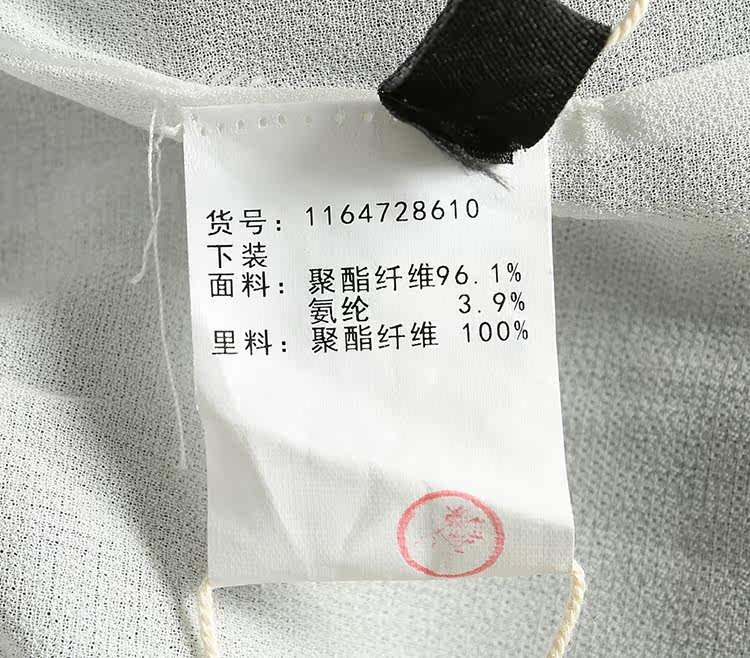 货号：1164728610
下装
面料：聚酯纤维96.1%
氨纶 3.9%
里料：聚酯纤维 100%